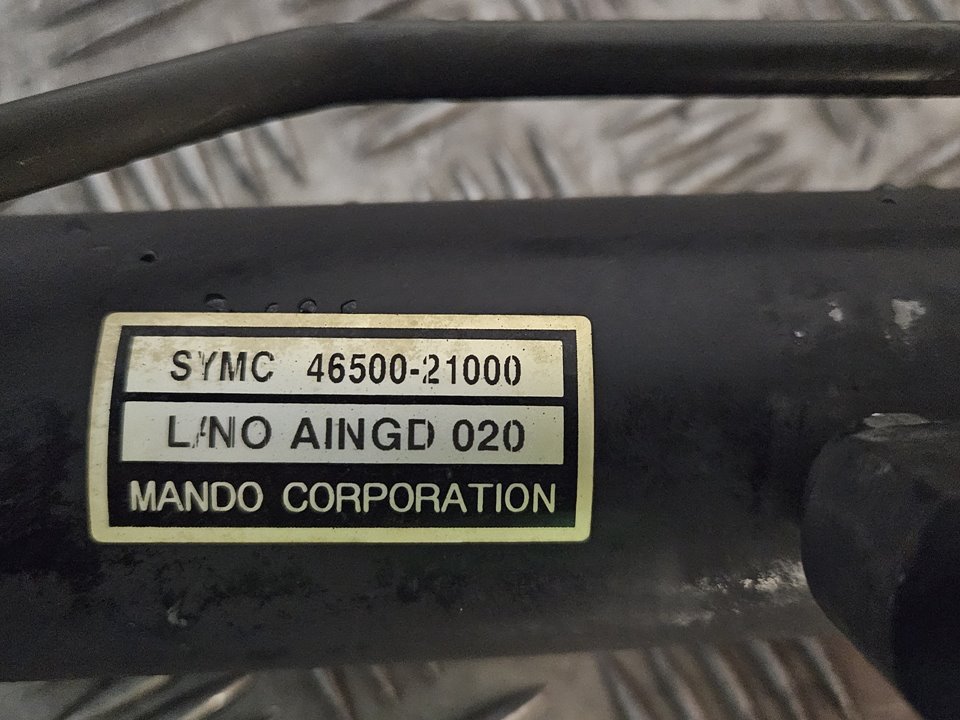 SYMC 46500-21000
L/NO AINGD 020
MANDO CORPORATION